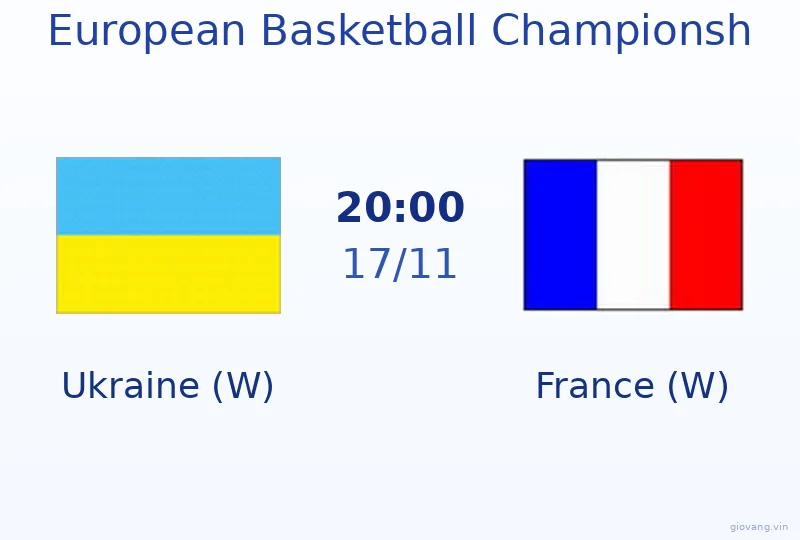 European Basketball Championsh
20:00
17/11
Ukraine (W)
France (W)
giovang.vin